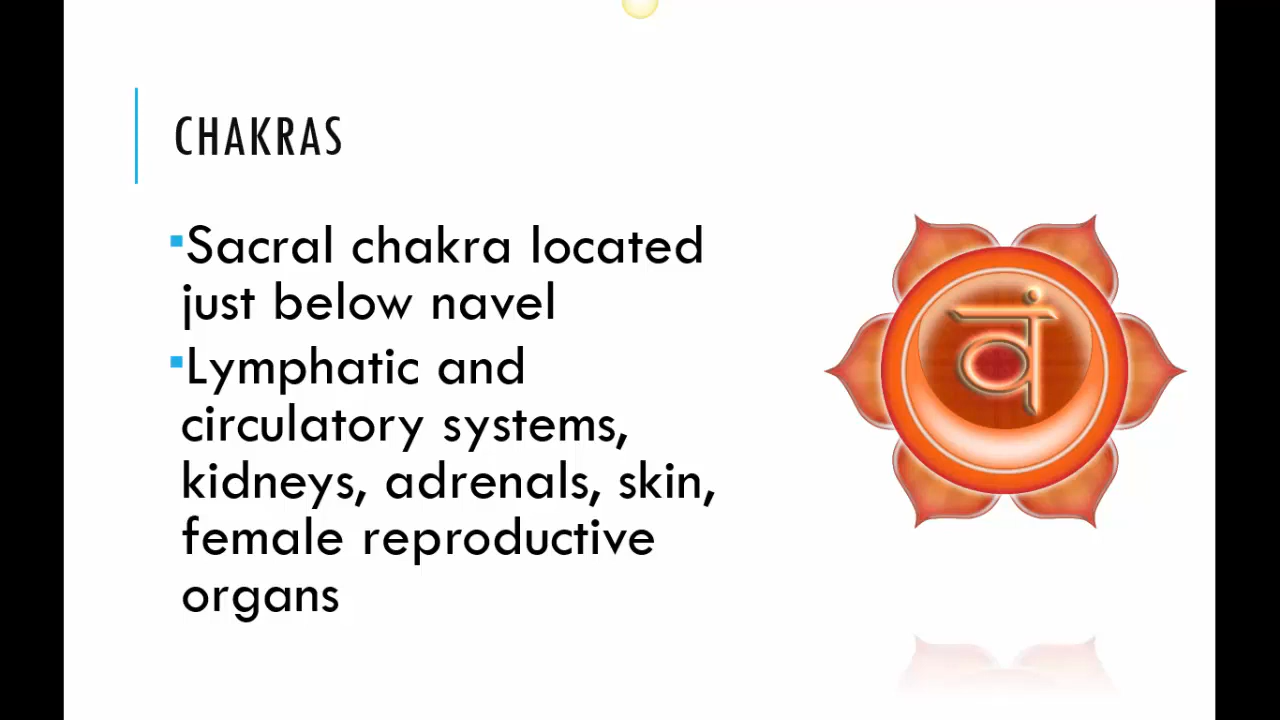 CHAKRAS
▪Sacral chakra located
just below navel
▪Lymphatic and
circulatory systems,
kidneys, adrenals, skin,
female reproductive
organs
वं